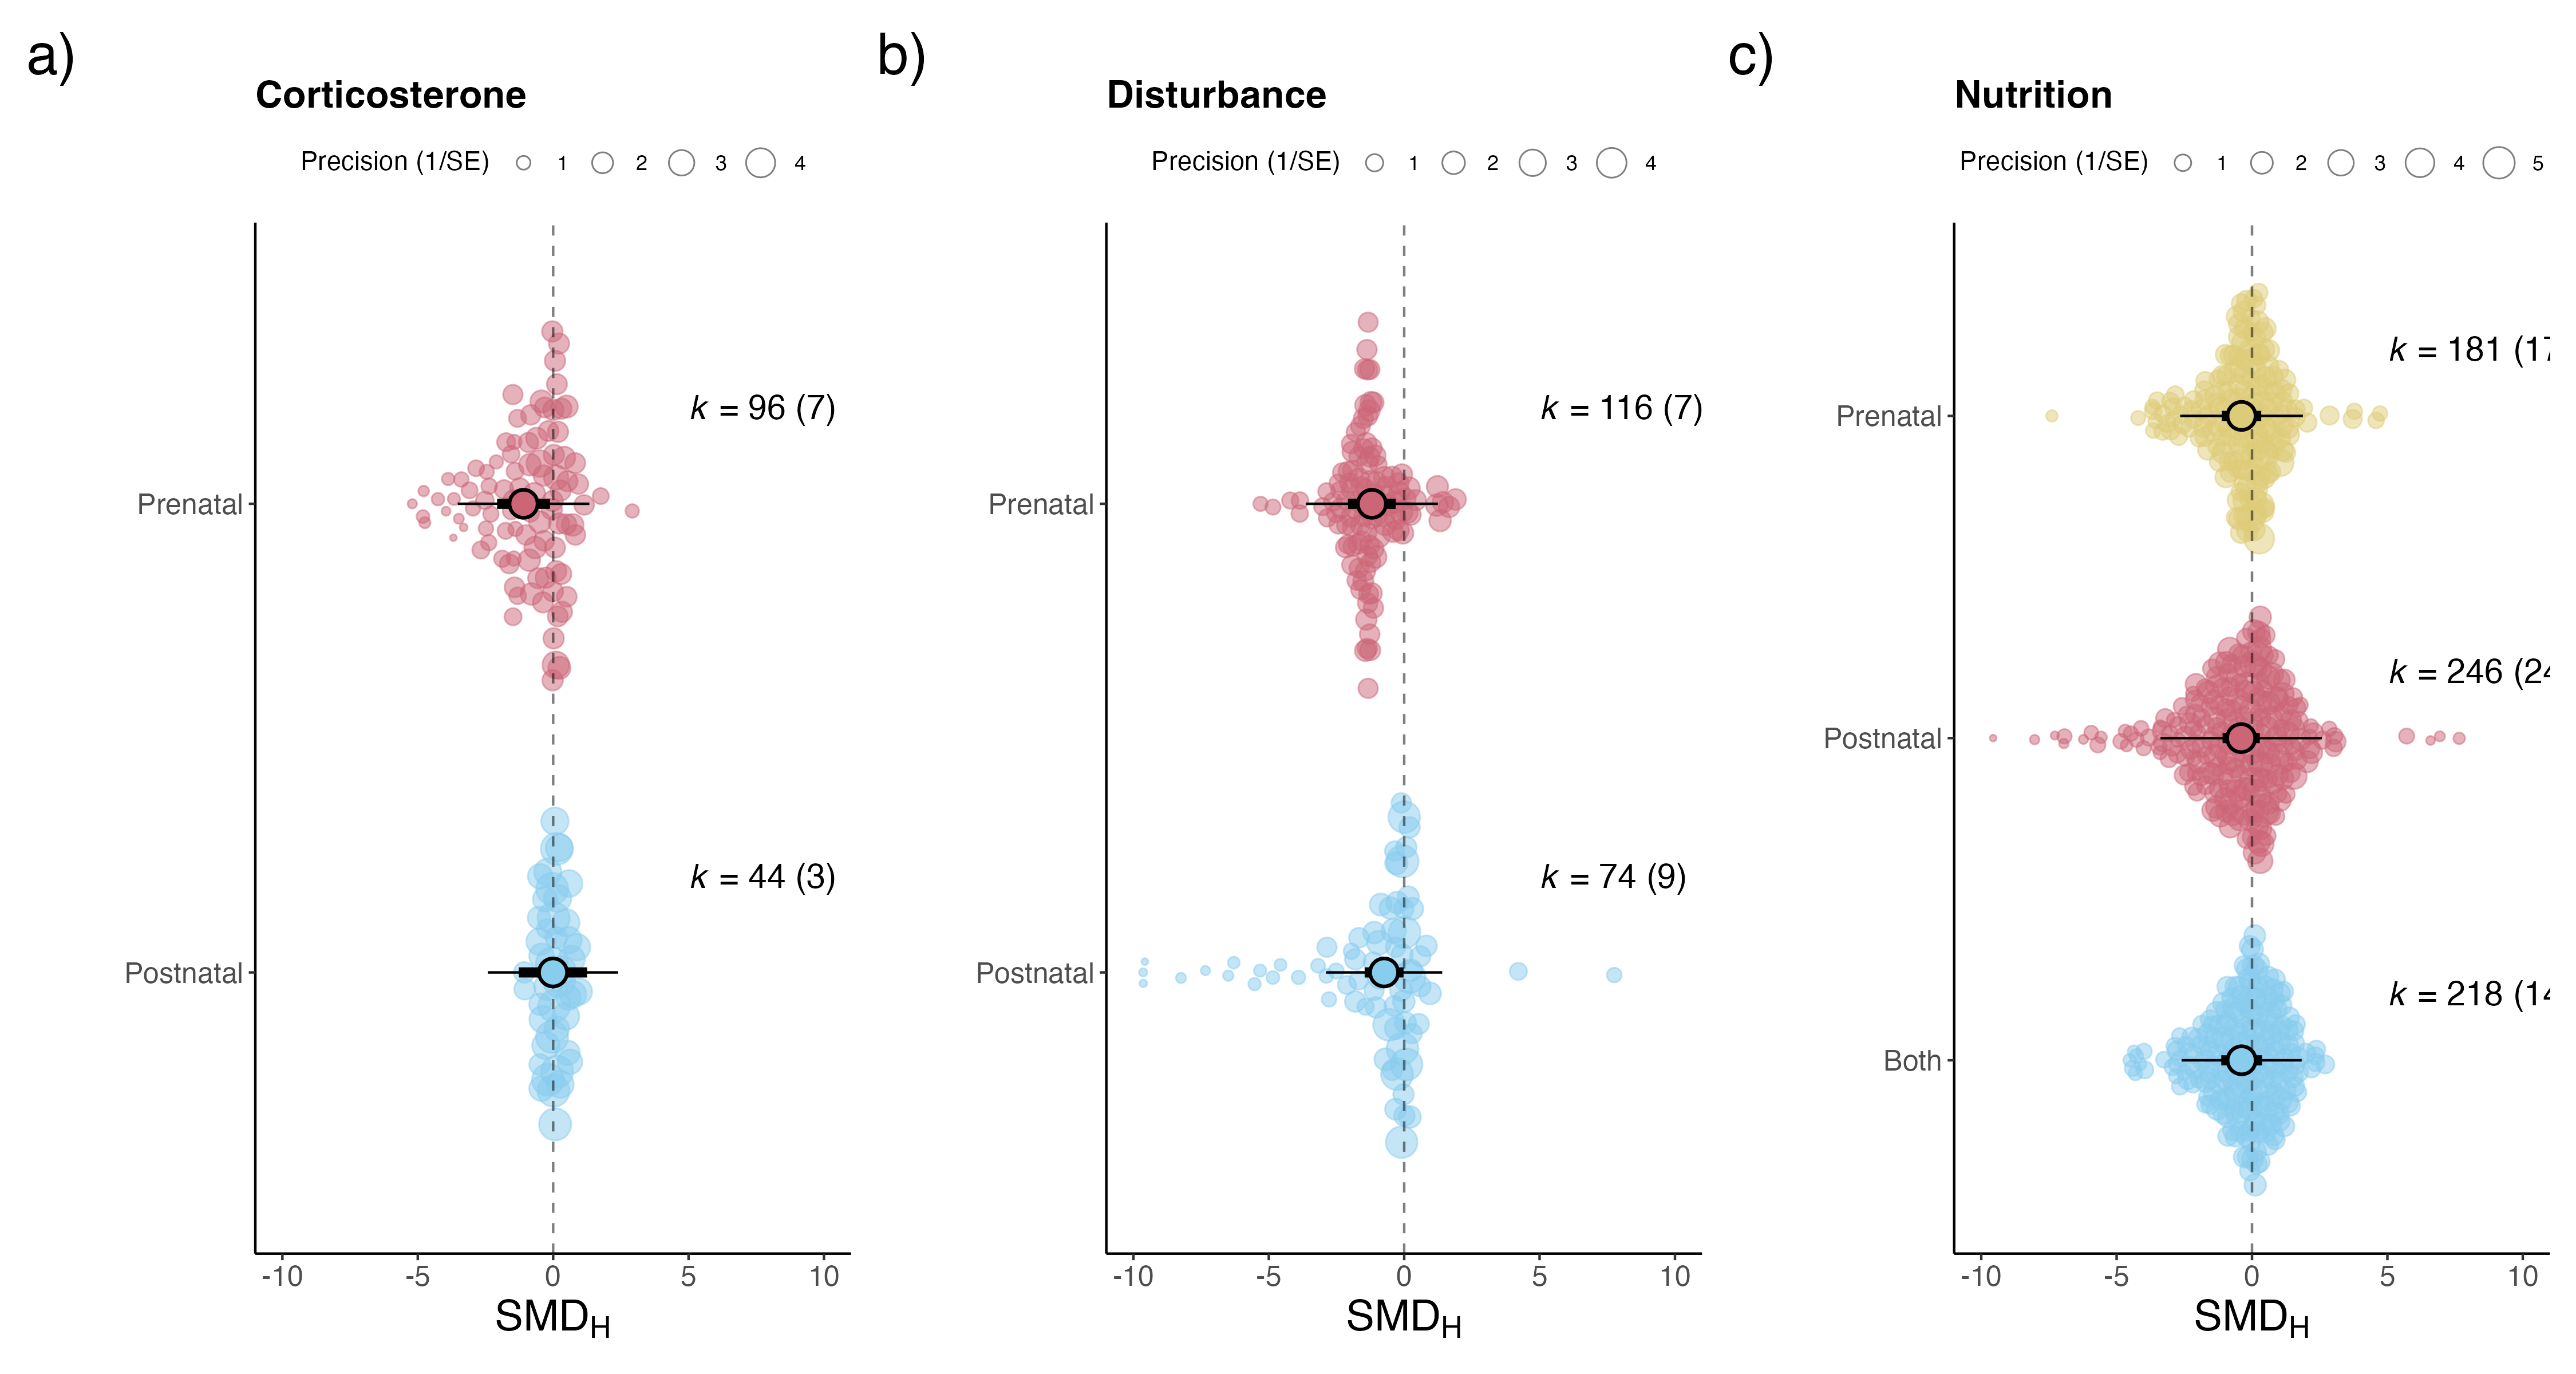 a)
Corticosterone
Precision (1/SE) 1 2 3 4
k = 96 (7)
Prenatal
k = 44 (3)
Postnatal
-10 -5 0 5 10
SMDH
b)
Disturbance
Precision (1/SE) 1 2 3 4
k = 116 (7)
Prenatal
k = 74 (9)
Postnatal
-10 -5 0 5 10
SMDH
c)
Nutrition
Precision (1/SE) 1 2 3 4 5
k = 181 (17
Prenatal
k = 246 (24
Postnatal
k = 218 (14
Both
-10 -5 0 5 10
SMDH